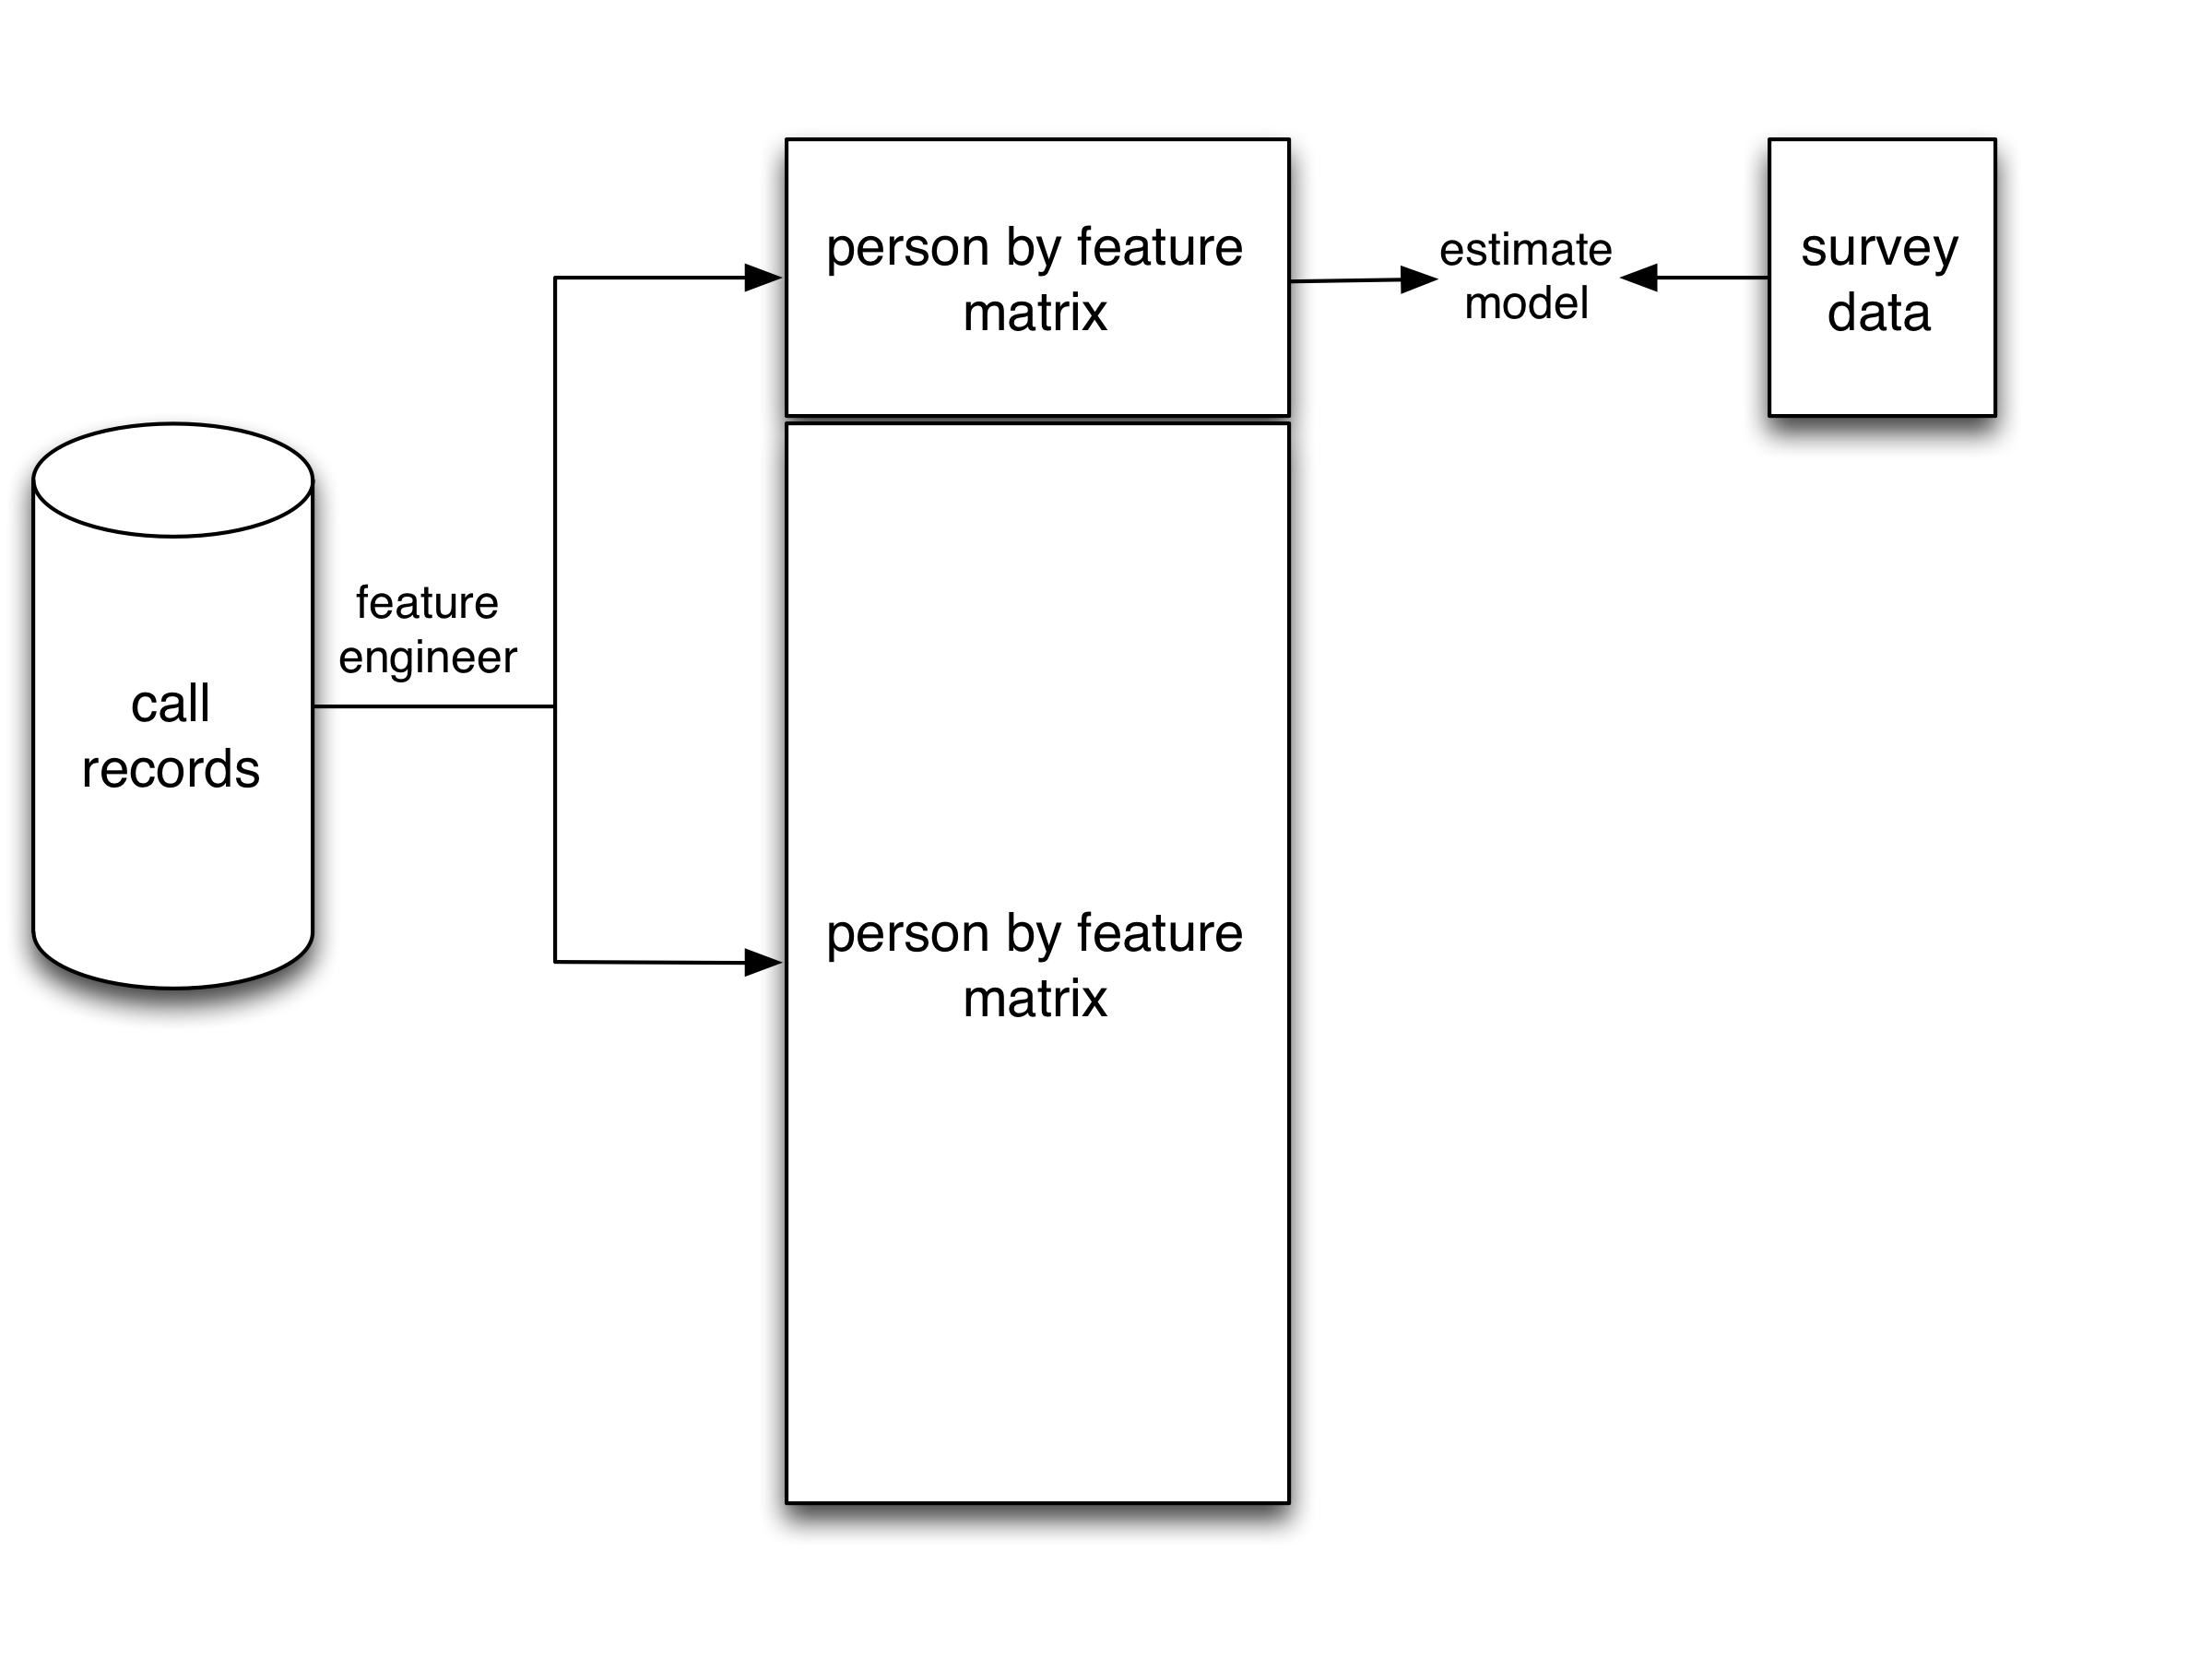 call
records
feature
engineer
person by feature
matrix
estimate
model
survey
data
person by feature
matrix